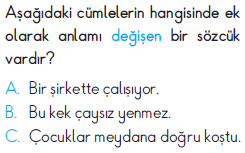 Aşağıdaki cümlelerin hangisinde ek
olarak anlamı değişen bir sözcük
vardır?
A. Bir şirkette çalışıyor.
B. Bu kek çaysız yenmez.
C. Çocuklar meydana doğru koştu.